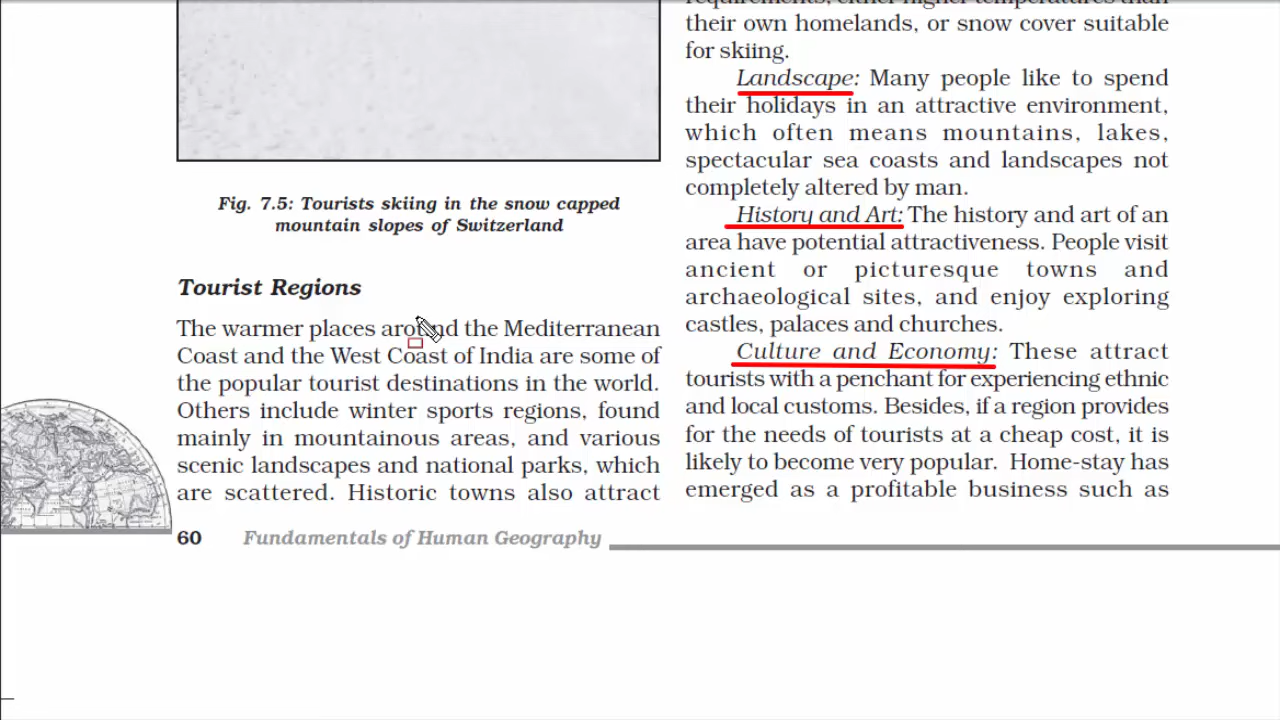 Fig. 7.5: Tourists skiing in the snow capped
mountain slopes of Switzerland
Tourist Regions
The warmer places around the Mediterranean
Coast and the West Coast of India are some of
the popular tourist destinations in the world.
Others include winter sports regions, found
mainly in mountainous areas, and various
scenic landscapes and national parks, which
are scattered. Historic towns also attract
requirements, either higher temperatures than
their own homelands, or snow cover suitable
for skiing.
Landscape: Many people like to spend
their holidays in an attractive environment,
which often means mountains, lakes,
spectacular sea coasts and landscapes not
completely altered by man.
History and Art: The history and art of an
area have potential attractiveness. People visit
ancient or picturesque towns and
archaeological sites, and enjoy exploring
castles, palaces and churches.
Culture and Economy: These attract
tourists with a penchant for experiencing ethnic
and local customs. Besides, if a region provides
for the needs of tourists at a cheap cost, it is
likely to become very popular. Home-stay has
emerged as a profitable business such as
60 Fundamentals of Human Geography